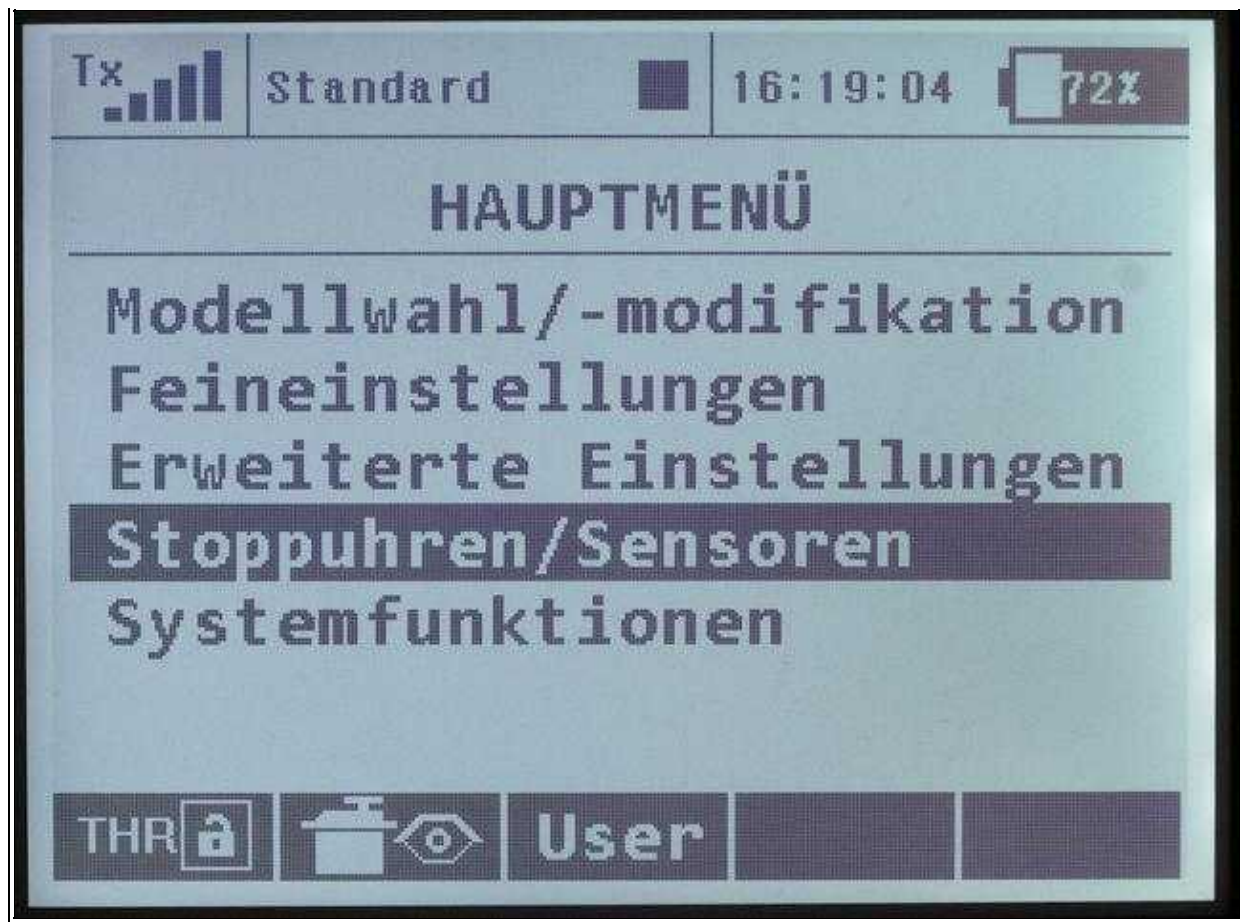 Tx Standard 16:19:04 72%
HAUPTMENÜ
Modellwahl/-modifikation
Feineinstellungen
Erweiterte Einstellungen
Stoppuhren/Sensoren
Systemfunktionen
THR User